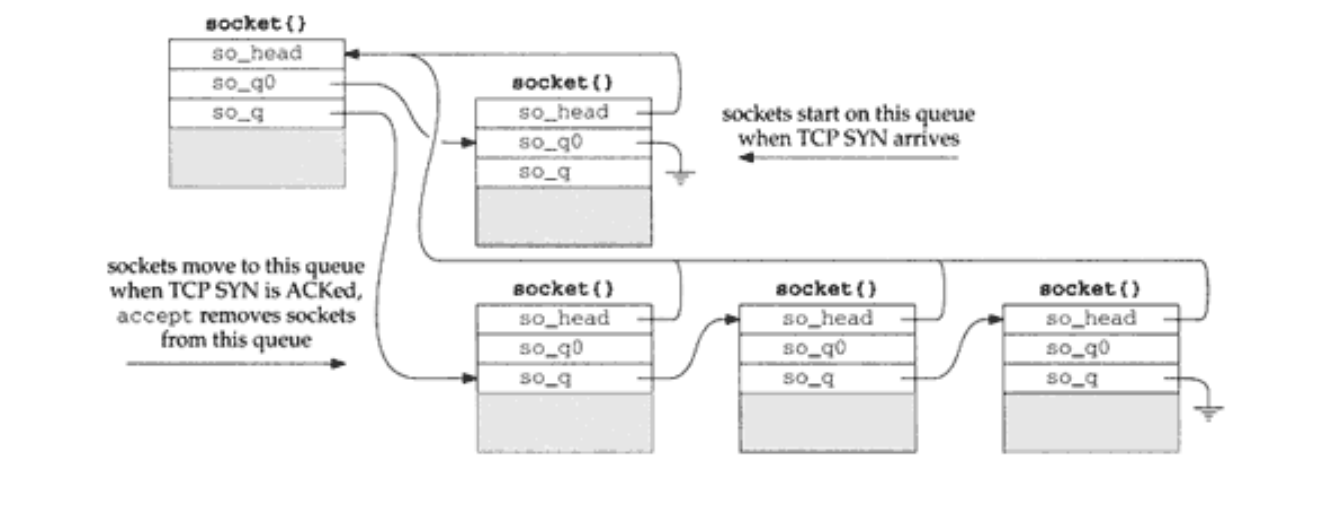 socket{}
so_head
so_q0
so_q
socket{}
so_head
so_q0
so_q
sockets start on this queue
when TCP SYN arrives
sockets move to this queue
when TCP SYN is ACKed,
accept removes sockets
from this queue
socket{}
so_head
so_q0
so_q
socket{}
so_head
so_q0
so_q
socket{}
so_head
so_q0
so_q